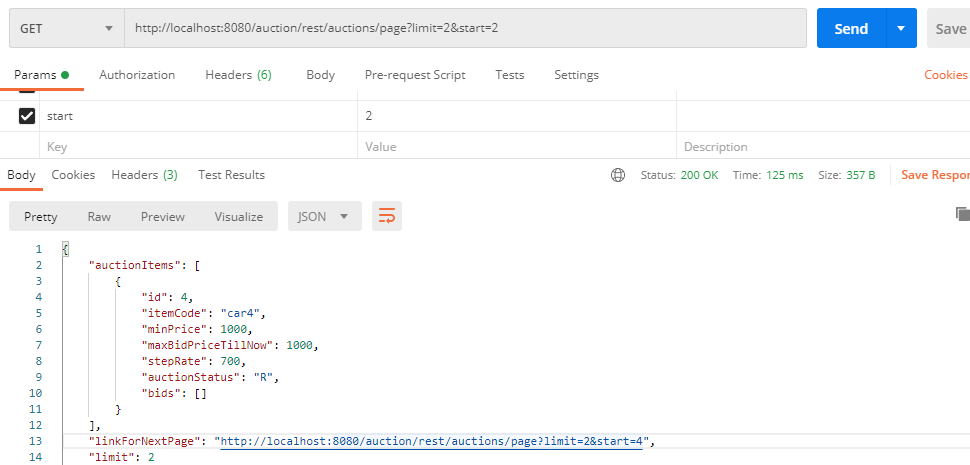 GET http://localhost:8080/auction/rest/auctions/page?limit=2&start=2 Send Save
Params Authorization Headers (6) Body Pre-request Script Tests Settings Cookies
start 2
Key Value Description
Body Cookies Headers (3) Test Results Status: 200 OK Time: 125 ms Size: 357 B Save Respon
Pretty Raw Preview Visualize JSON
1 {
2 "auctionItems": [
3 {
4 "id": 4,
5 "itemCode": "car4",
6 "minPrice": 1000,
7 "maxBidPriceTillNow": 1000,
8 "stepRate": 700,
9 "auctionStatus": "R",
10 "bids": []
11 }
12 ],
13 "linkForNextPage": "http://localhost:8080/auction/rest/auctions/page?limit=2&start=4",
14 "limit": 2